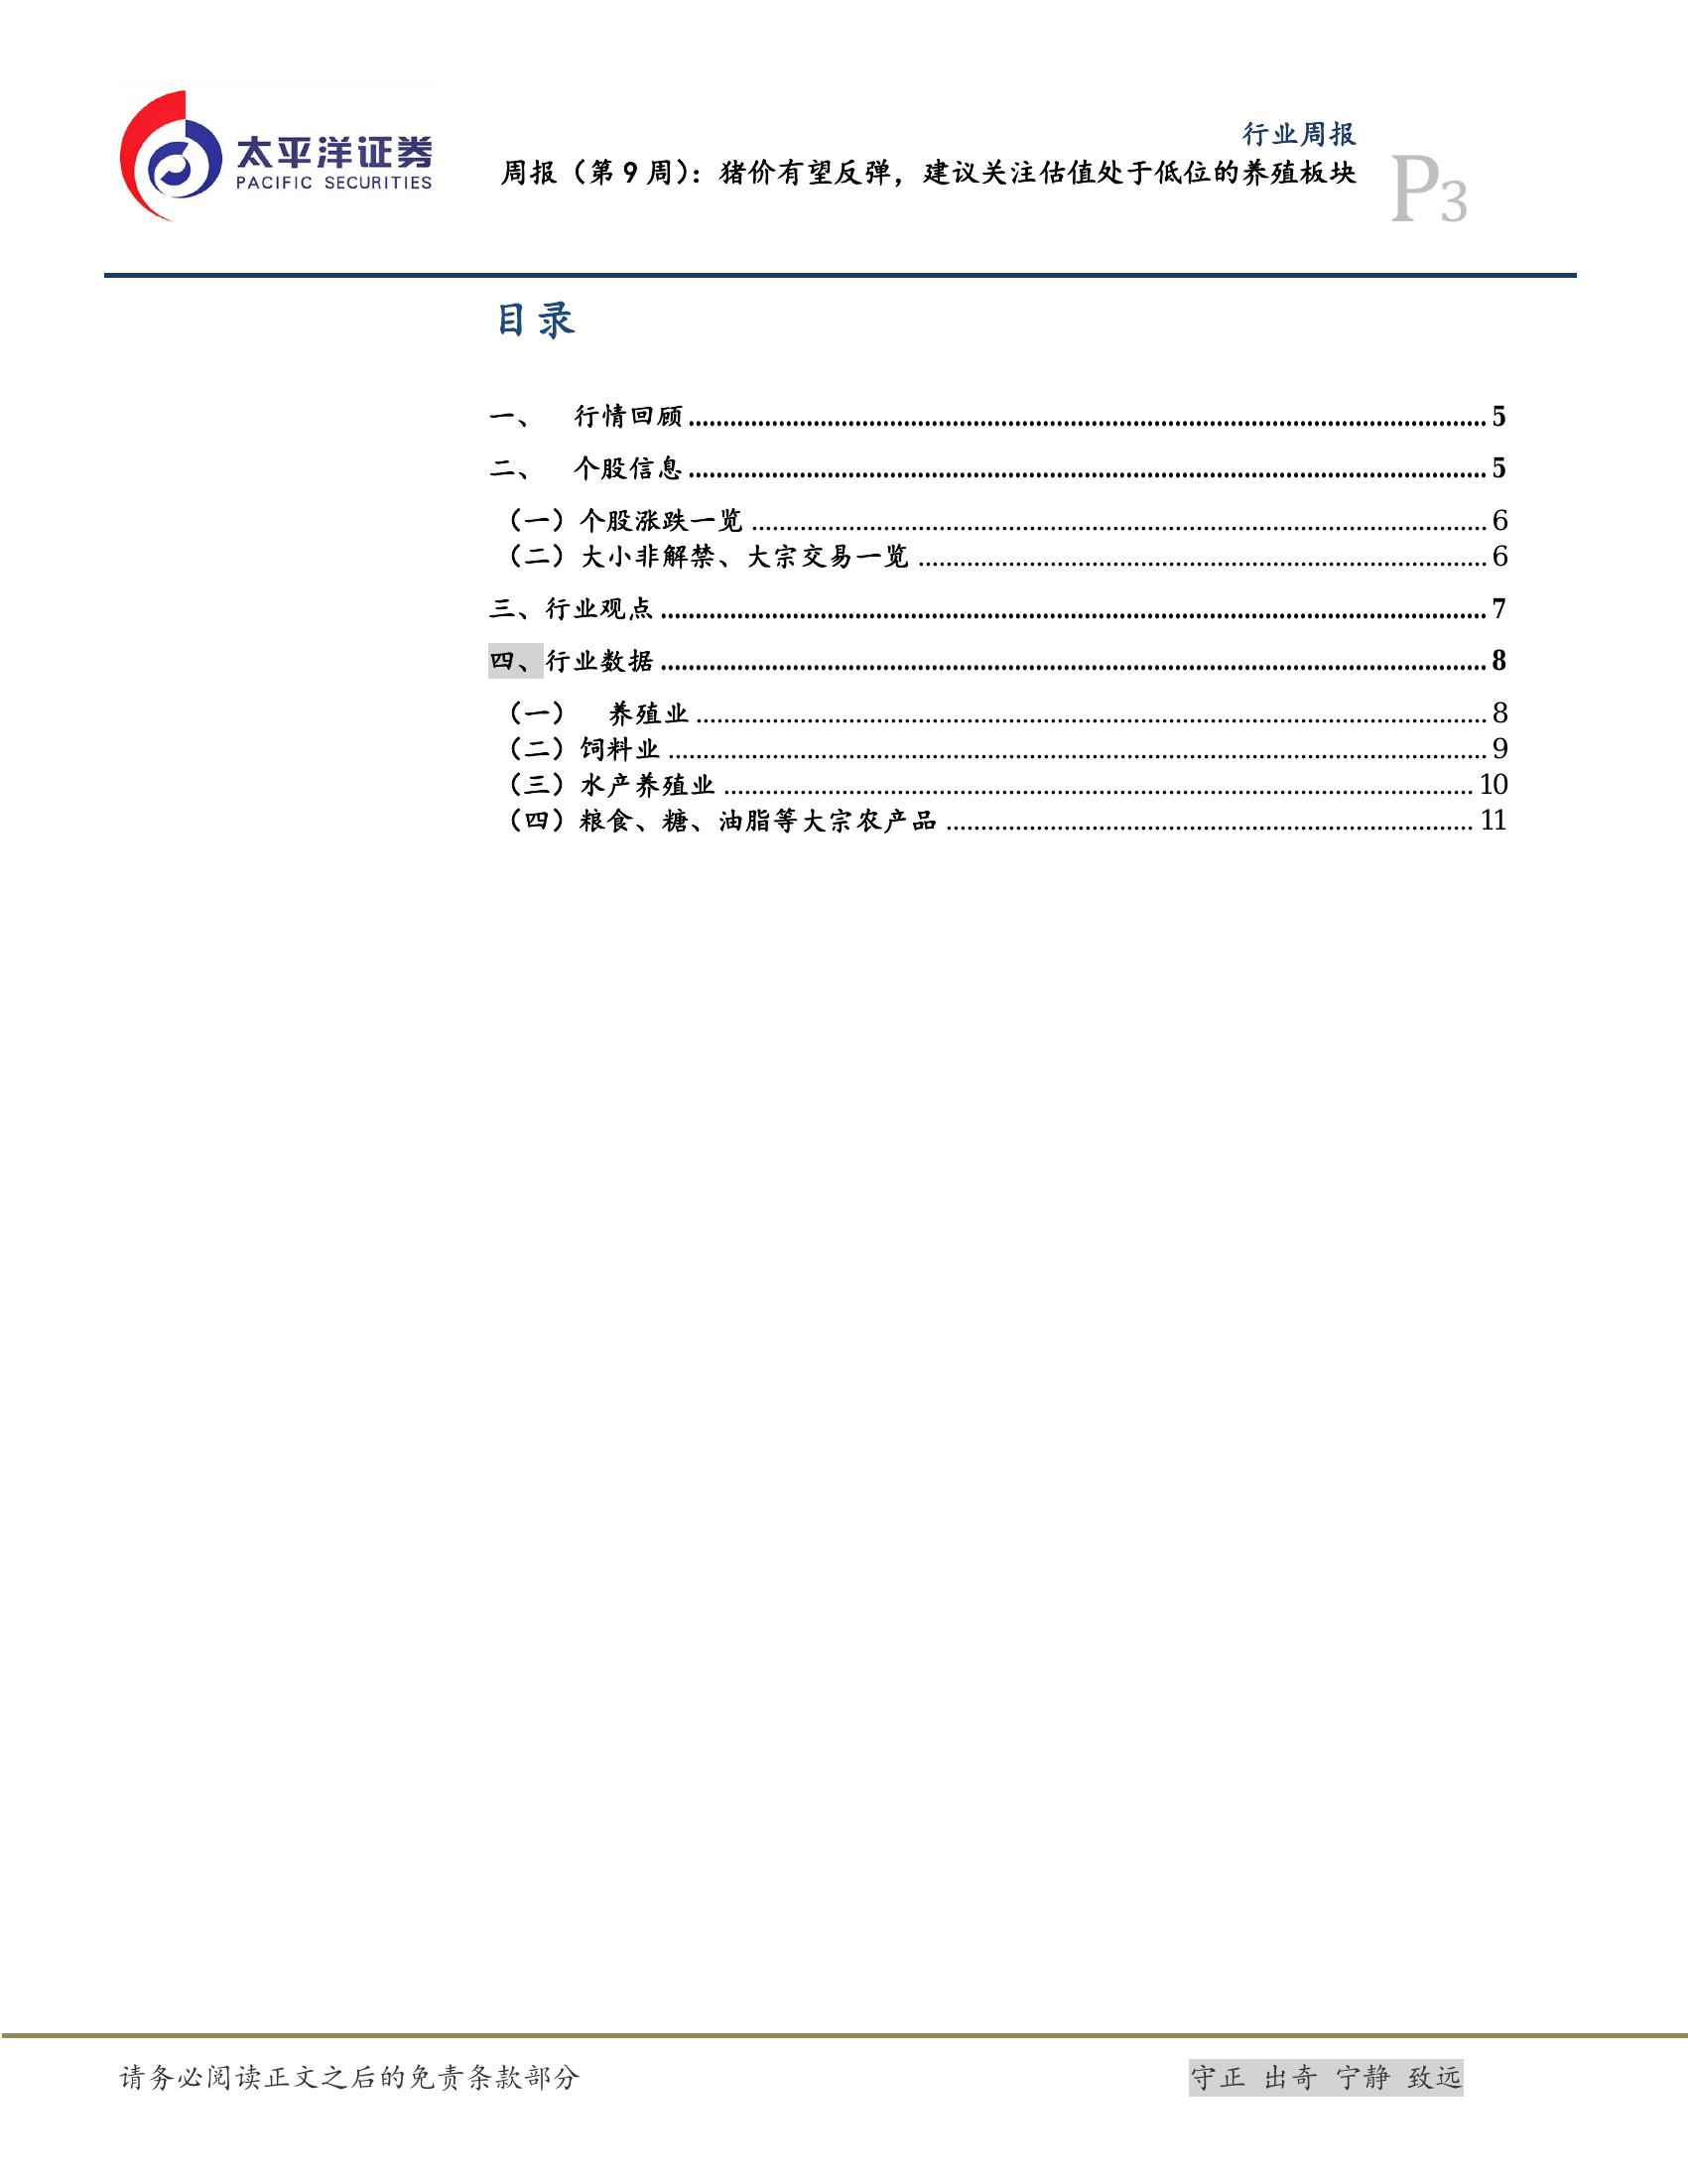 太平洋证券
PACIFIC SECURITIES
行业周报
周报（第 9 周）：猪价有望反弹，建议关注估值处于低位的养殖板块
P3
目录
一、 行情回顾 5
二、 个股信息 5
（一）个股涨跌一览 6
（二）大小非解禁、大宗交易一览 6
三、行业观点 7
四、行业数据 8
（一） 养殖业 8
（二）饲料业 9
（三）水产养殖业 10
（四）粮食、糖、油脂等大宗农产品 11
请务必阅读正文之后的免责条款部分
守正 出奇 宁静 致远